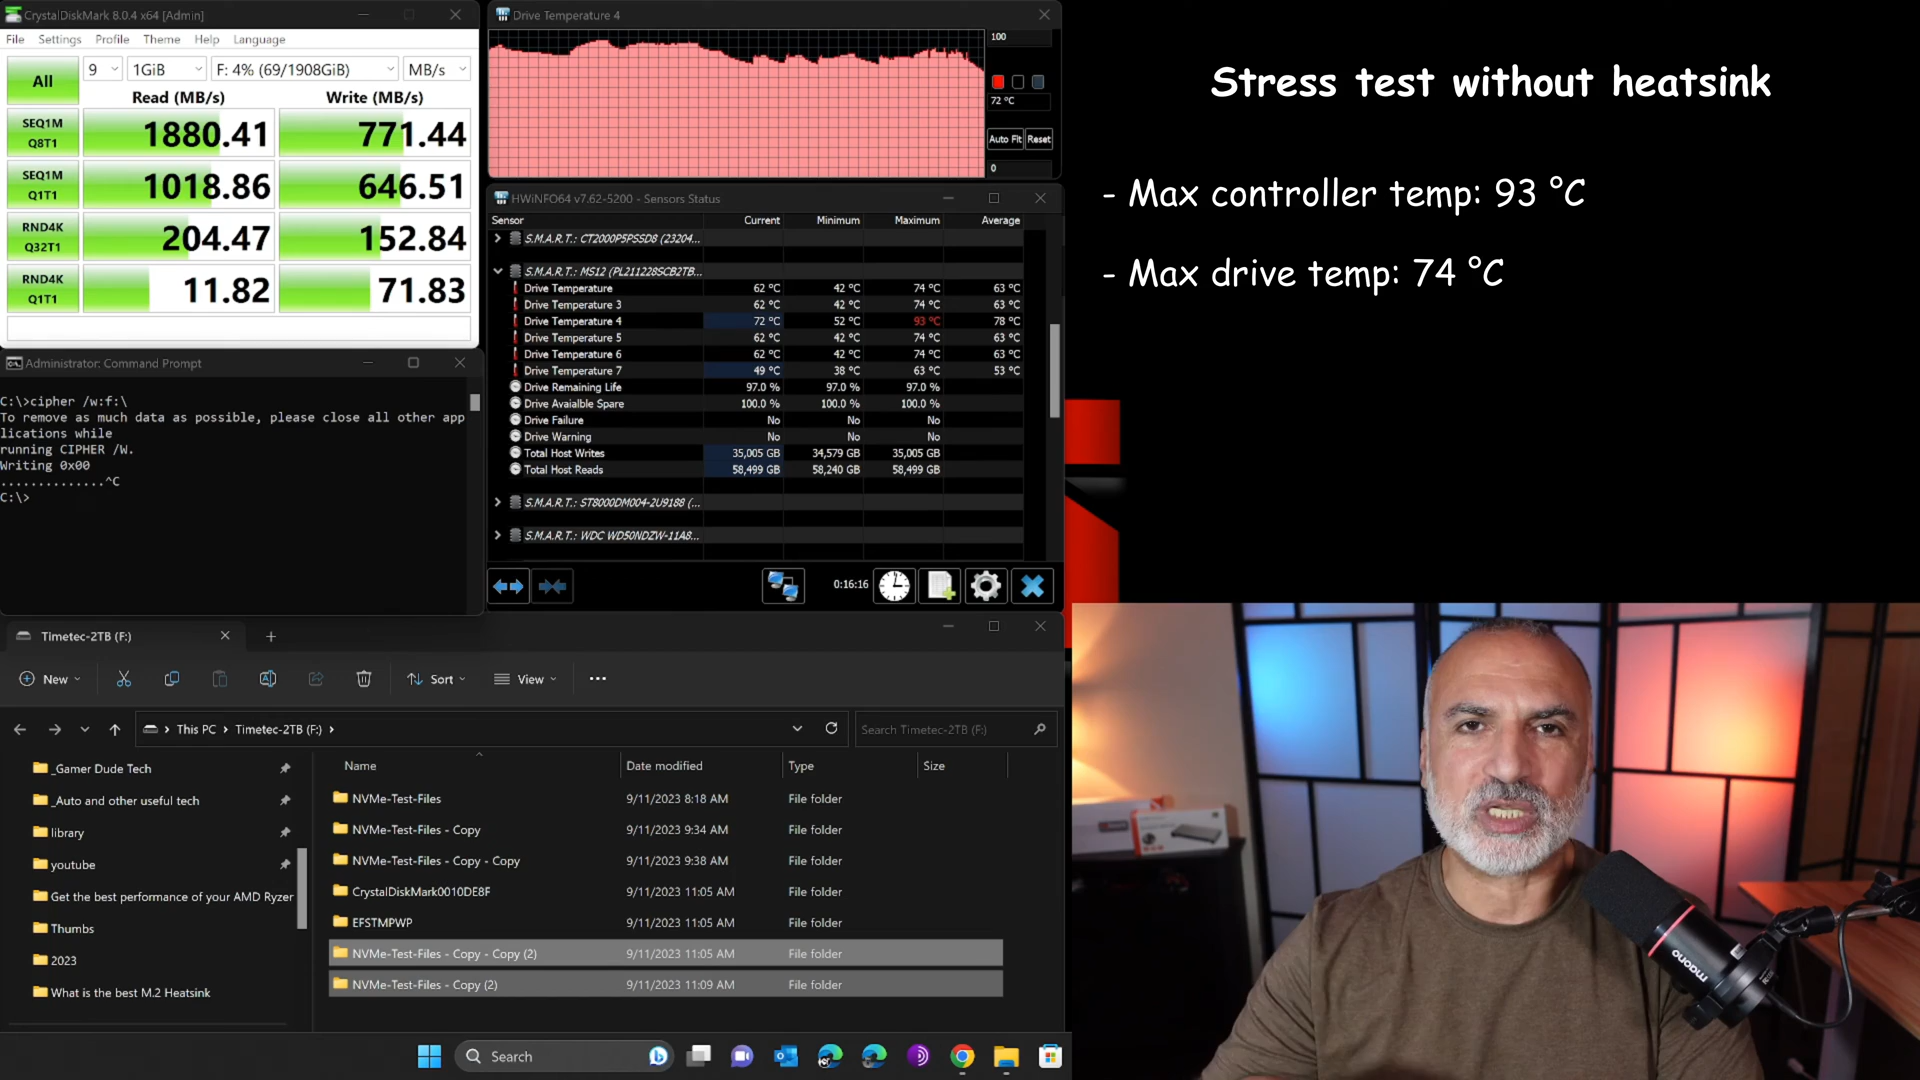 CrystalDiskMark 8.0.4 x64 [Admin]
File Settings Profile Theme Help Language
All
9
1GiB
F: 4% (69/1908GiB)
MB/s
Read (MB/s)
Write (MB/s)
SEQ1M
Q8T1
1880.41
771.44
SEQ1M
Q1T1
1018.86
646.51
RND4K
Q32T1
204.47
152.84
RND4K
Q1T1
11.82
71.83
Drive Temperature 4
100
72 °C
Auto Fit Reset
0
HWiNFO64 v7.62-5200 - Sensors Status
Sensor Current Minimum Maximum Average
S.M.A.R.T.: CT2000P5PSSD8 (23204...
S.M.A.R.T.: MS12 (PL211228SCB2TB...
Drive Temperature 62 °C 42 °C 74 °C 63 °C
Drive Temperature 3 62 °C 42 °C 74 °C 63 °C
Drive Temperature 4 72 °C 52 °C 93 °C 78 °C
Drive Temperature 5 62 °C 42 °C 74 °C 63 °C
Drive Temperature 6 62 °C 42 °C 74 °C 63 °C
Drive Temperature 7 49 °C 38 °C 63 °C 53 °C
Drive Remaining Life 97.0 % 97.0 % 97.0 %
Drive Avaialble Spare 100.0 % 100.0 % 100.0 %
Drive Failure No No No
Drive Warning No No No
Total Host Writes 35,005 GB 34,579 GB 35,005 GB
Total Host Reads 58,499 GB 58,240 GB 58,499 GB
S.M.A.R.T.: ST8000DM004-2U9188 (...
S.M.A.R.T.: WDC WD50NDZW-11A8...
0:16:16
Administrator: Command Prompt
C:\>cipher /w:f:\
To remove as much data as possible, please close all other app
lications while
running CIPHER /W.
Writing 0x00
..............^C
C:\>
Stress test without heatsink
- Max controller temp: 93 °C
- Max drive temp: 74 °C
Timetec-2TB (F:)
New Sort View
This PC > Timetec-2TB (F:) >
Search Timetec-2TB (F:)
_Gamer Dude Tech
_Auto and other useful tech
library
youtube
Get the best performance of your AMD Ryzer
Thumbs
2023
What is the best M.2 Heatsink
Name Date modified Type Size
NVMe-Test-Files 9/11/2023 8:18 AM File folder
NVMe-Test-Files - Copy 9/11/2023 9:34 AM File folder
NVMe-Test-Files - Copy - Copy 9/11/2023 9:38 AM File folder
CrystalDiskMark0010DE8F 9/11/2023 11:05 AM File folder
EFSTMPWP 9/11/2023 11:05 AM File folder
NVMe-Test-Files - Copy - Copy (2) 9/11/2023 11:05 AM File folder
NVMe-Test-Files - Copy (2) 9/11/2023 11:09 AM File folder
Search
maono